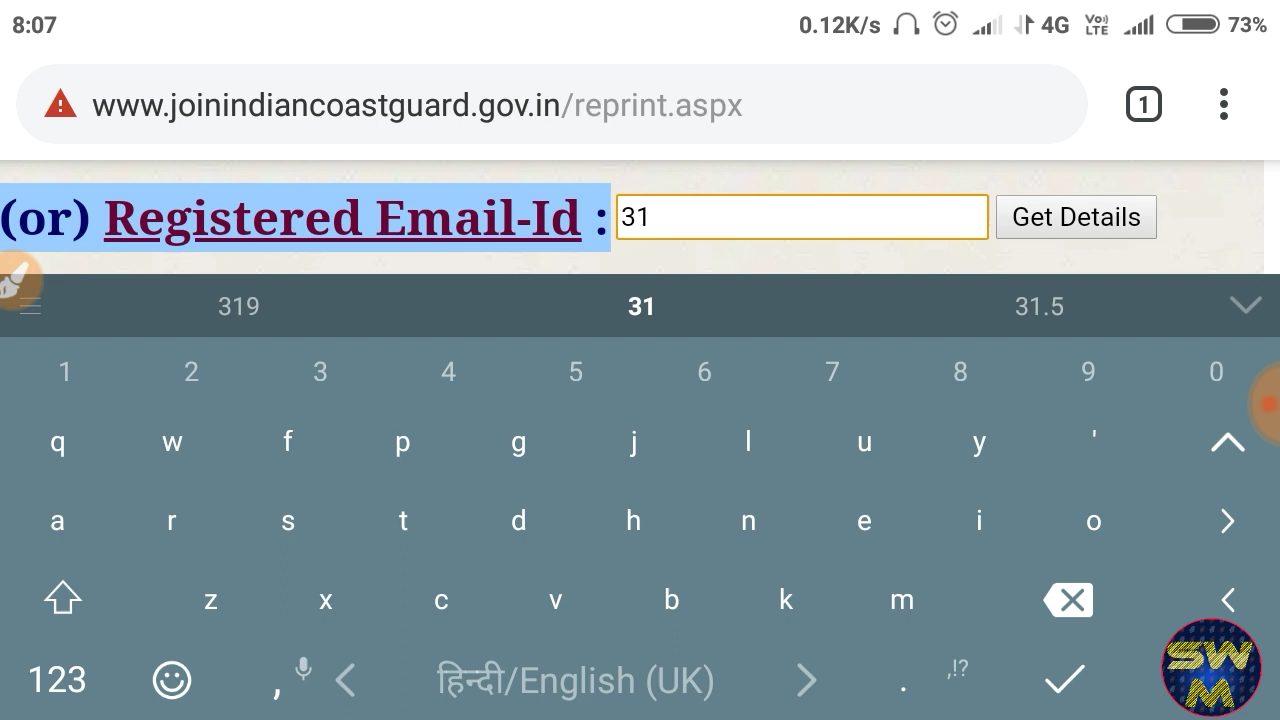 8:07 0.12K/s 4G Vo) LTE 73%
www.joinindiancoastguard.gov.in/reprint.aspx 1
(or) Registered Email-Id : 31 Get Details
319 31 31.5
1 2 3 4 5 6 7 8 9 0
q w f p g j l u y '
a r s t d h n e i o >
z x c v b k m <
123 , < हिन्दी/English (UK) > . ,!?
SW
M